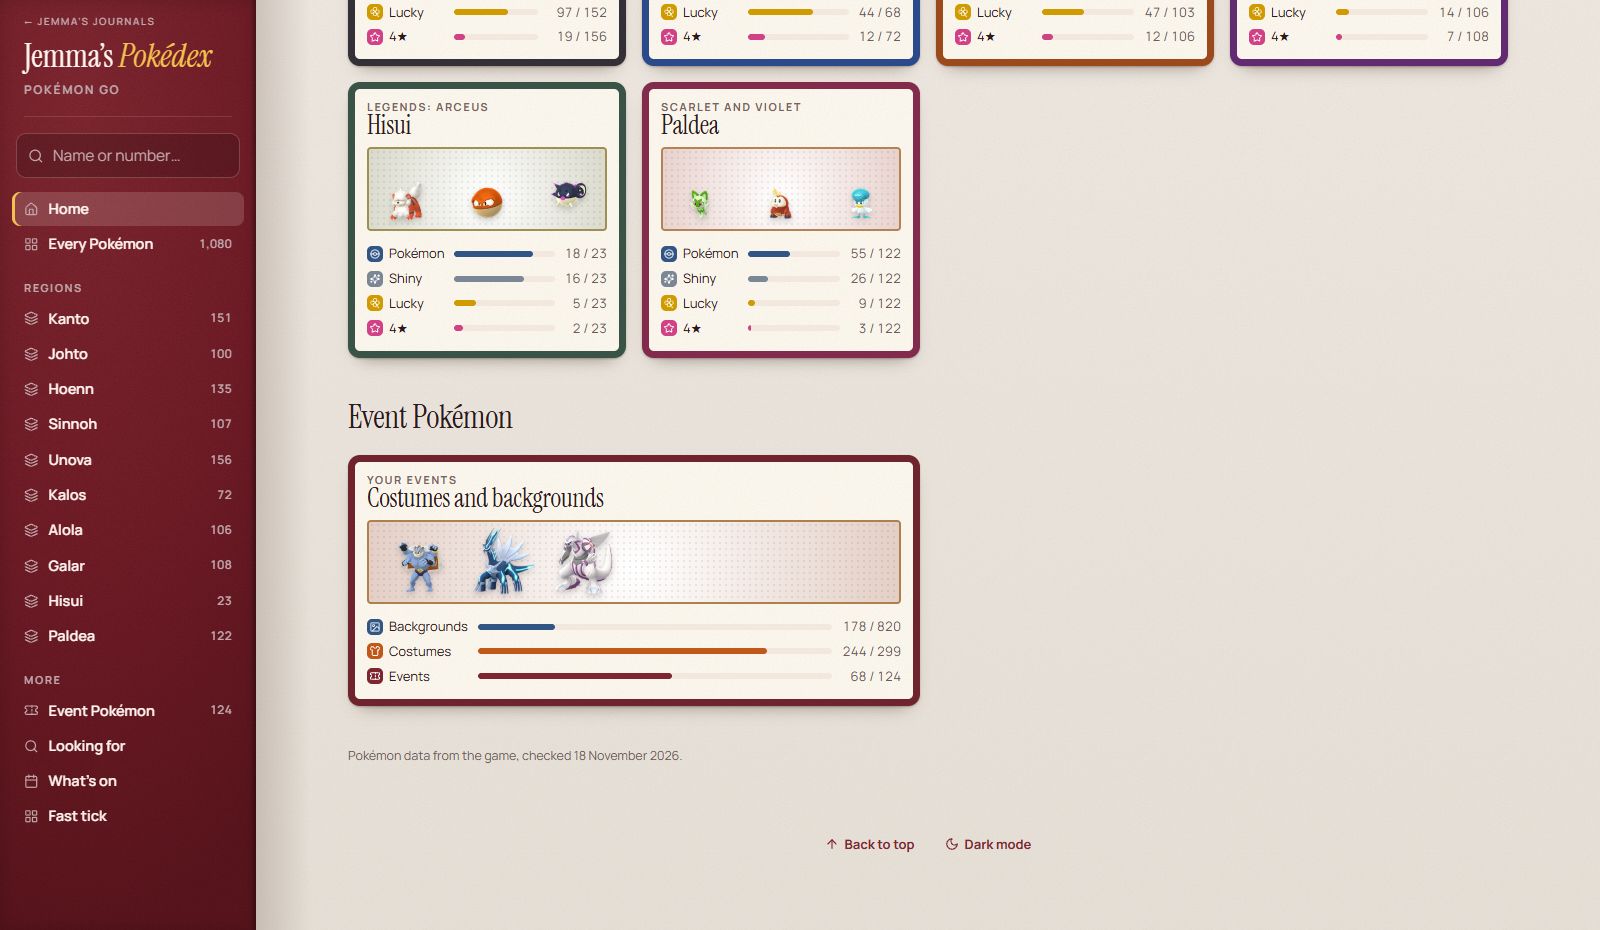 ← JEMMA'S JOURNALS
Jemma's Pokédex
POKÉMON GO
Name or number...
Home
Every Pokémon 1,080
REGIONS
Kanto 151
Johto 100
Hoenn 135
Sinnoh 107
Unova 156
Kalos 72
Alola 106
Galar 108
Hisui 23
Paldea 122
MORE
Event Pokémon 124
Looking for
What's on
Fast tick
Lucky 97 / 152
4★ 19 / 156
Lucky 44 / 68
4★ 12 / 72
Lucky 47 / 103
4★ 12 / 106
Lucky 14 / 106
4★ 7 / 108
LEGENDS: ARCEUS
Hisui
Pokémon 18 / 23
Shiny 16 / 23
Lucky 5 / 23
4★ 2 / 23
SCARLET AND VIOLET
Paldea
Pokémon 55 / 122
Shiny 26 / 122
Lucky 9 / 122
4★ 3 / 122
Event Pokémon
YOUR EVENTS
Costumes and backgrounds
Backgrounds 178 / 820
Costumes 244 / 299
Events 68 / 124
Pokémon data from the game, checked 18 November 2026.
↑ Back to top
Dark mode